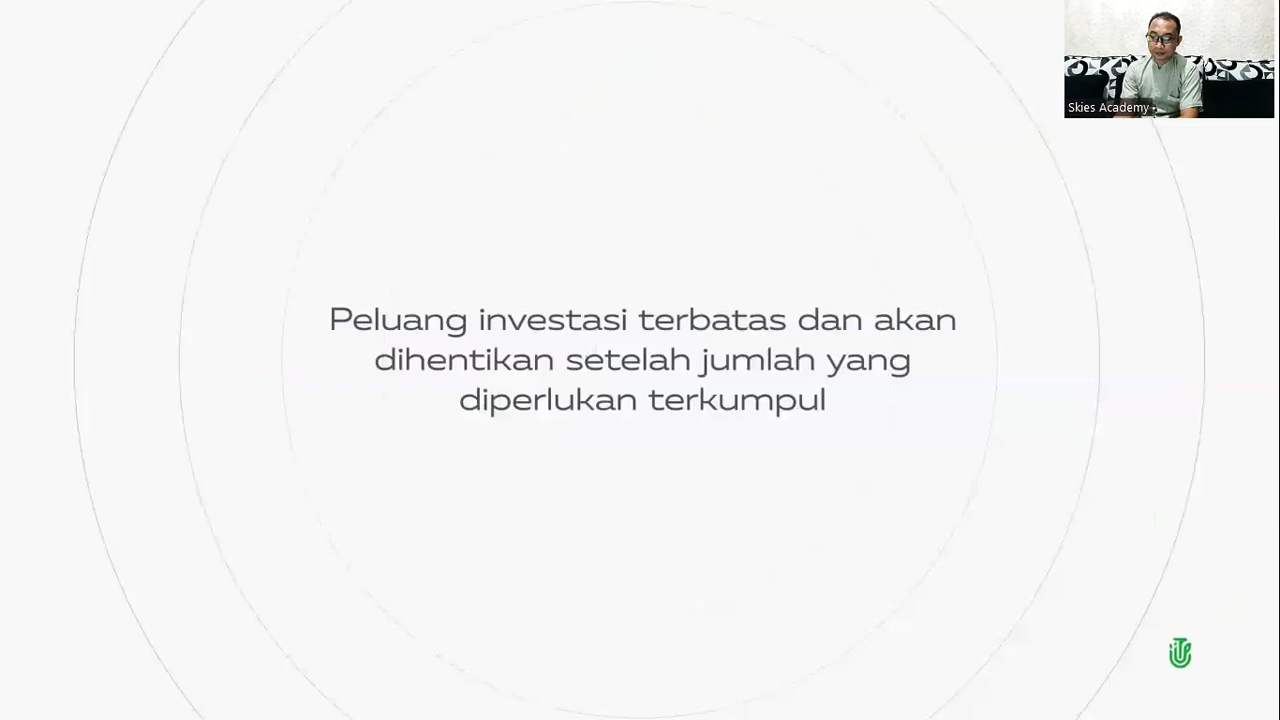 Skies Academy
Peluang investasi terbatas dan akan
dihentikan setelah jumlah yang
diperlukan terkumpul